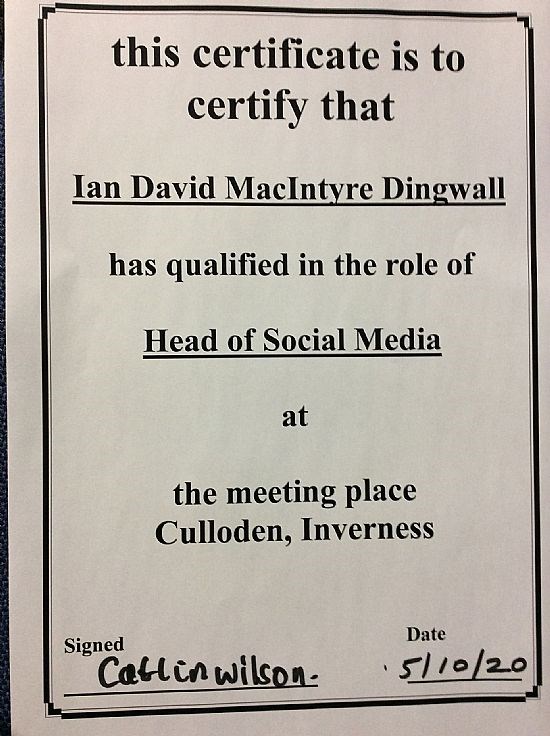 this certificate is to
certify that
Ian David MacIntyre Dingwall
has qualified in the role of
Head of Social Media
at
the meeting place
Culloden, Inverness
Signed
Caitlin wilson.
Date
5/10/20